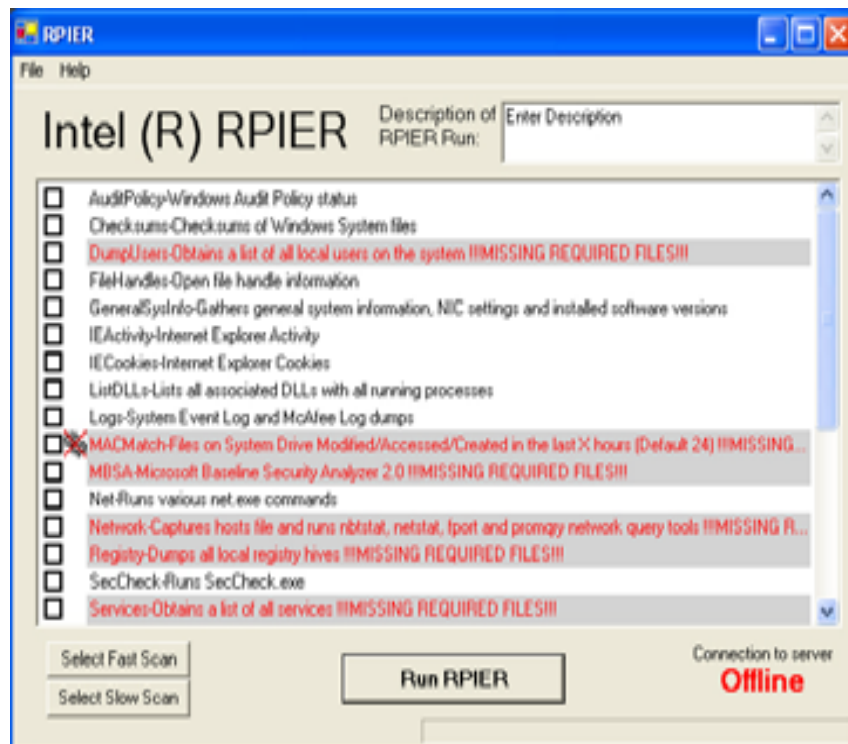 RPIER
File Help
Intel (R) RPIER
Description of
RPIER Run:
Enter Description
AuditPolicy-Windows Audit Policy status
Checksums-Checksums of Windows System files
DumpUsers-Obtains a list of all local users on the system !!!MISSING REQUIRED FILES!!!
FileHandles-Open file handle information
GeneralSysInfo-Gathers general system information, NIC settings and installed software versions
IEActivity-Internet Explorer Activity
IECookies-Internet Explorer Cookies
ListDLLs-Lists all associated DLLs with all running processes
Logs-System Event Log and McAfee Log dumps
MACMatch-Files on System Drive Modified/Accessed/Created in the last X hours (Default 24) !!!MISSING...
MBSA-Microsoft Baseline Security Analyzer 2.0 !!!MISSING REQUIRED FILES!!!
Net-Runs various net.exe commands
Network-Captures hosts file and runs nbtstat, netstat, fport and promqy network query tools !!!MISSING R...
Registry-Dumps all local registry hives !!!MISSING REQUIRED FILES!!!
SecCheck-Runs SecCheck.exe
Services-Obtains a list of all services !!!MISSING REQUIRED FILES!!!
Select Fast Scan
Select Slow Scan
Run RPIER
Connection to server
Offline